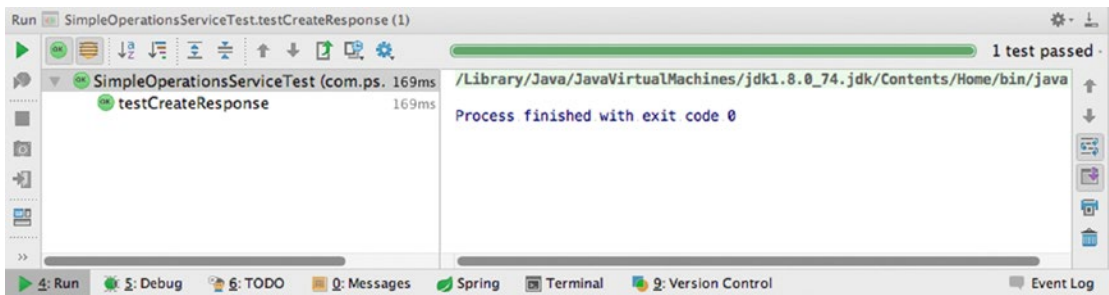 Run SimpleOperationsServiceTest.testCreateResponse (1)
1 test passed -
SimpleOperationsServiceTest (com.ps. 169ms
testCreateResponse 169ms
/Library/Java/JavaVirtualMachines/jdk1.8.0_74.jdk/Contents/Home/bin/java
Process finished with exit code 0
4: Run 5: Debug 6: TODO 0: Messages Spring Terminal 9: Version Control Event Log